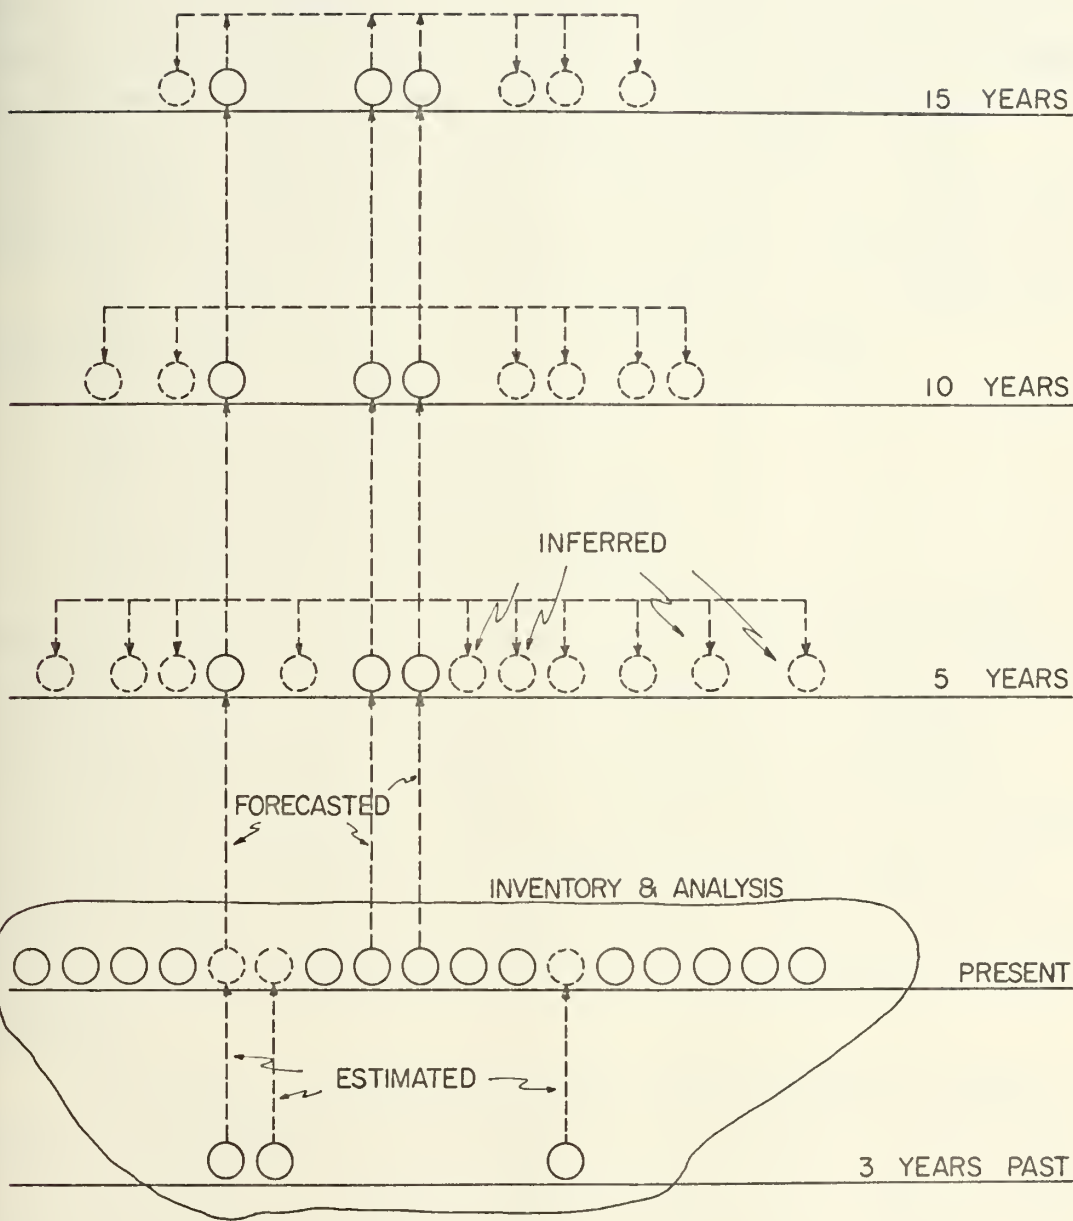 15 YEARS
10 YEARS
INFERRED
5 YEARS
FORECASTED
INVENTORY & ANALYSIS
PRESENT
ESTIMATED
3 YEARS PAST